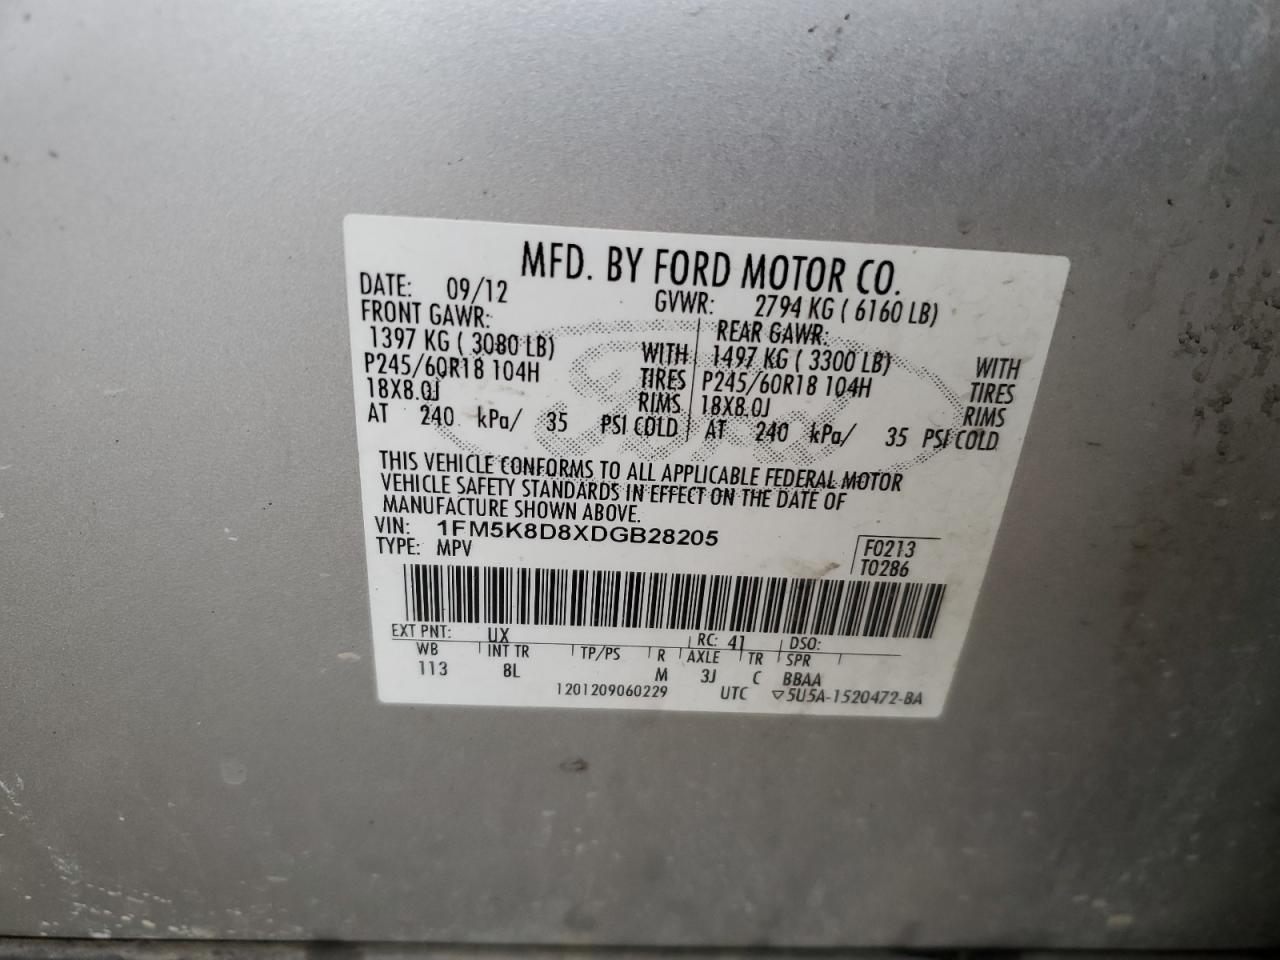 MFD. BY FORD MOTOR CO.
DATE: 09/12 GVWR: 2794 KG ( 6160 LB)
FRONT GAWR: REAR GAWR:
1397 KG ( 3080 LB) WITH 1497 KG ( 3300 LB) WITH
P245/60R18 104H TIRES P245/60R18 104H TIRES
18X8.0J RIMS 18X8.0J RIMS
AT 240 kPa/ 35 PSI COLD AT 240 kPa/ 35 PSI COLD
THIS VEHICLE CONFORMS TO ALL APPLICABLE FEDERAL MOTOR
VEHICLE SAFETY STANDARDS IN EFFECT ON THE DATE OF
MANUFACTURE SHOWN ABOVE.
VIN: 1FM5K8D8XDGB28205
TYPE: MPV F0213
T0286
EXT PNT: UX RC: 41 DSO:
WB INT TR TP/PS R AXLE TR SPR
113 8L M 3J C BBAA
1201209060229 UTC ▽5U5A-1520472-BA